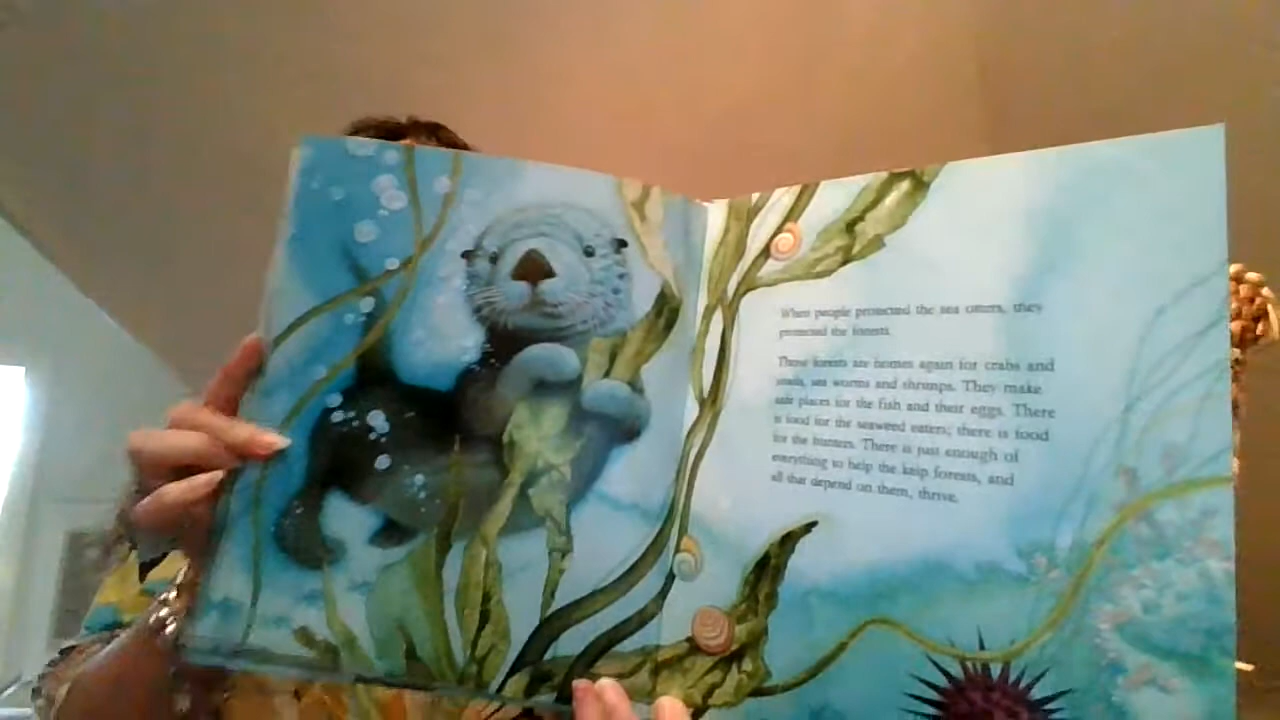 When people protected the sea otters, they
protected the forests.
These forests are homes again for crabs and
snails, sea worms and shrimps. They make
safe places for the fish and their eggs. There
is food for the seaweed eaters; there is food
for the hunters. There is just enough of
everything to help the kelp forests, and
all that depend on them, thrive.